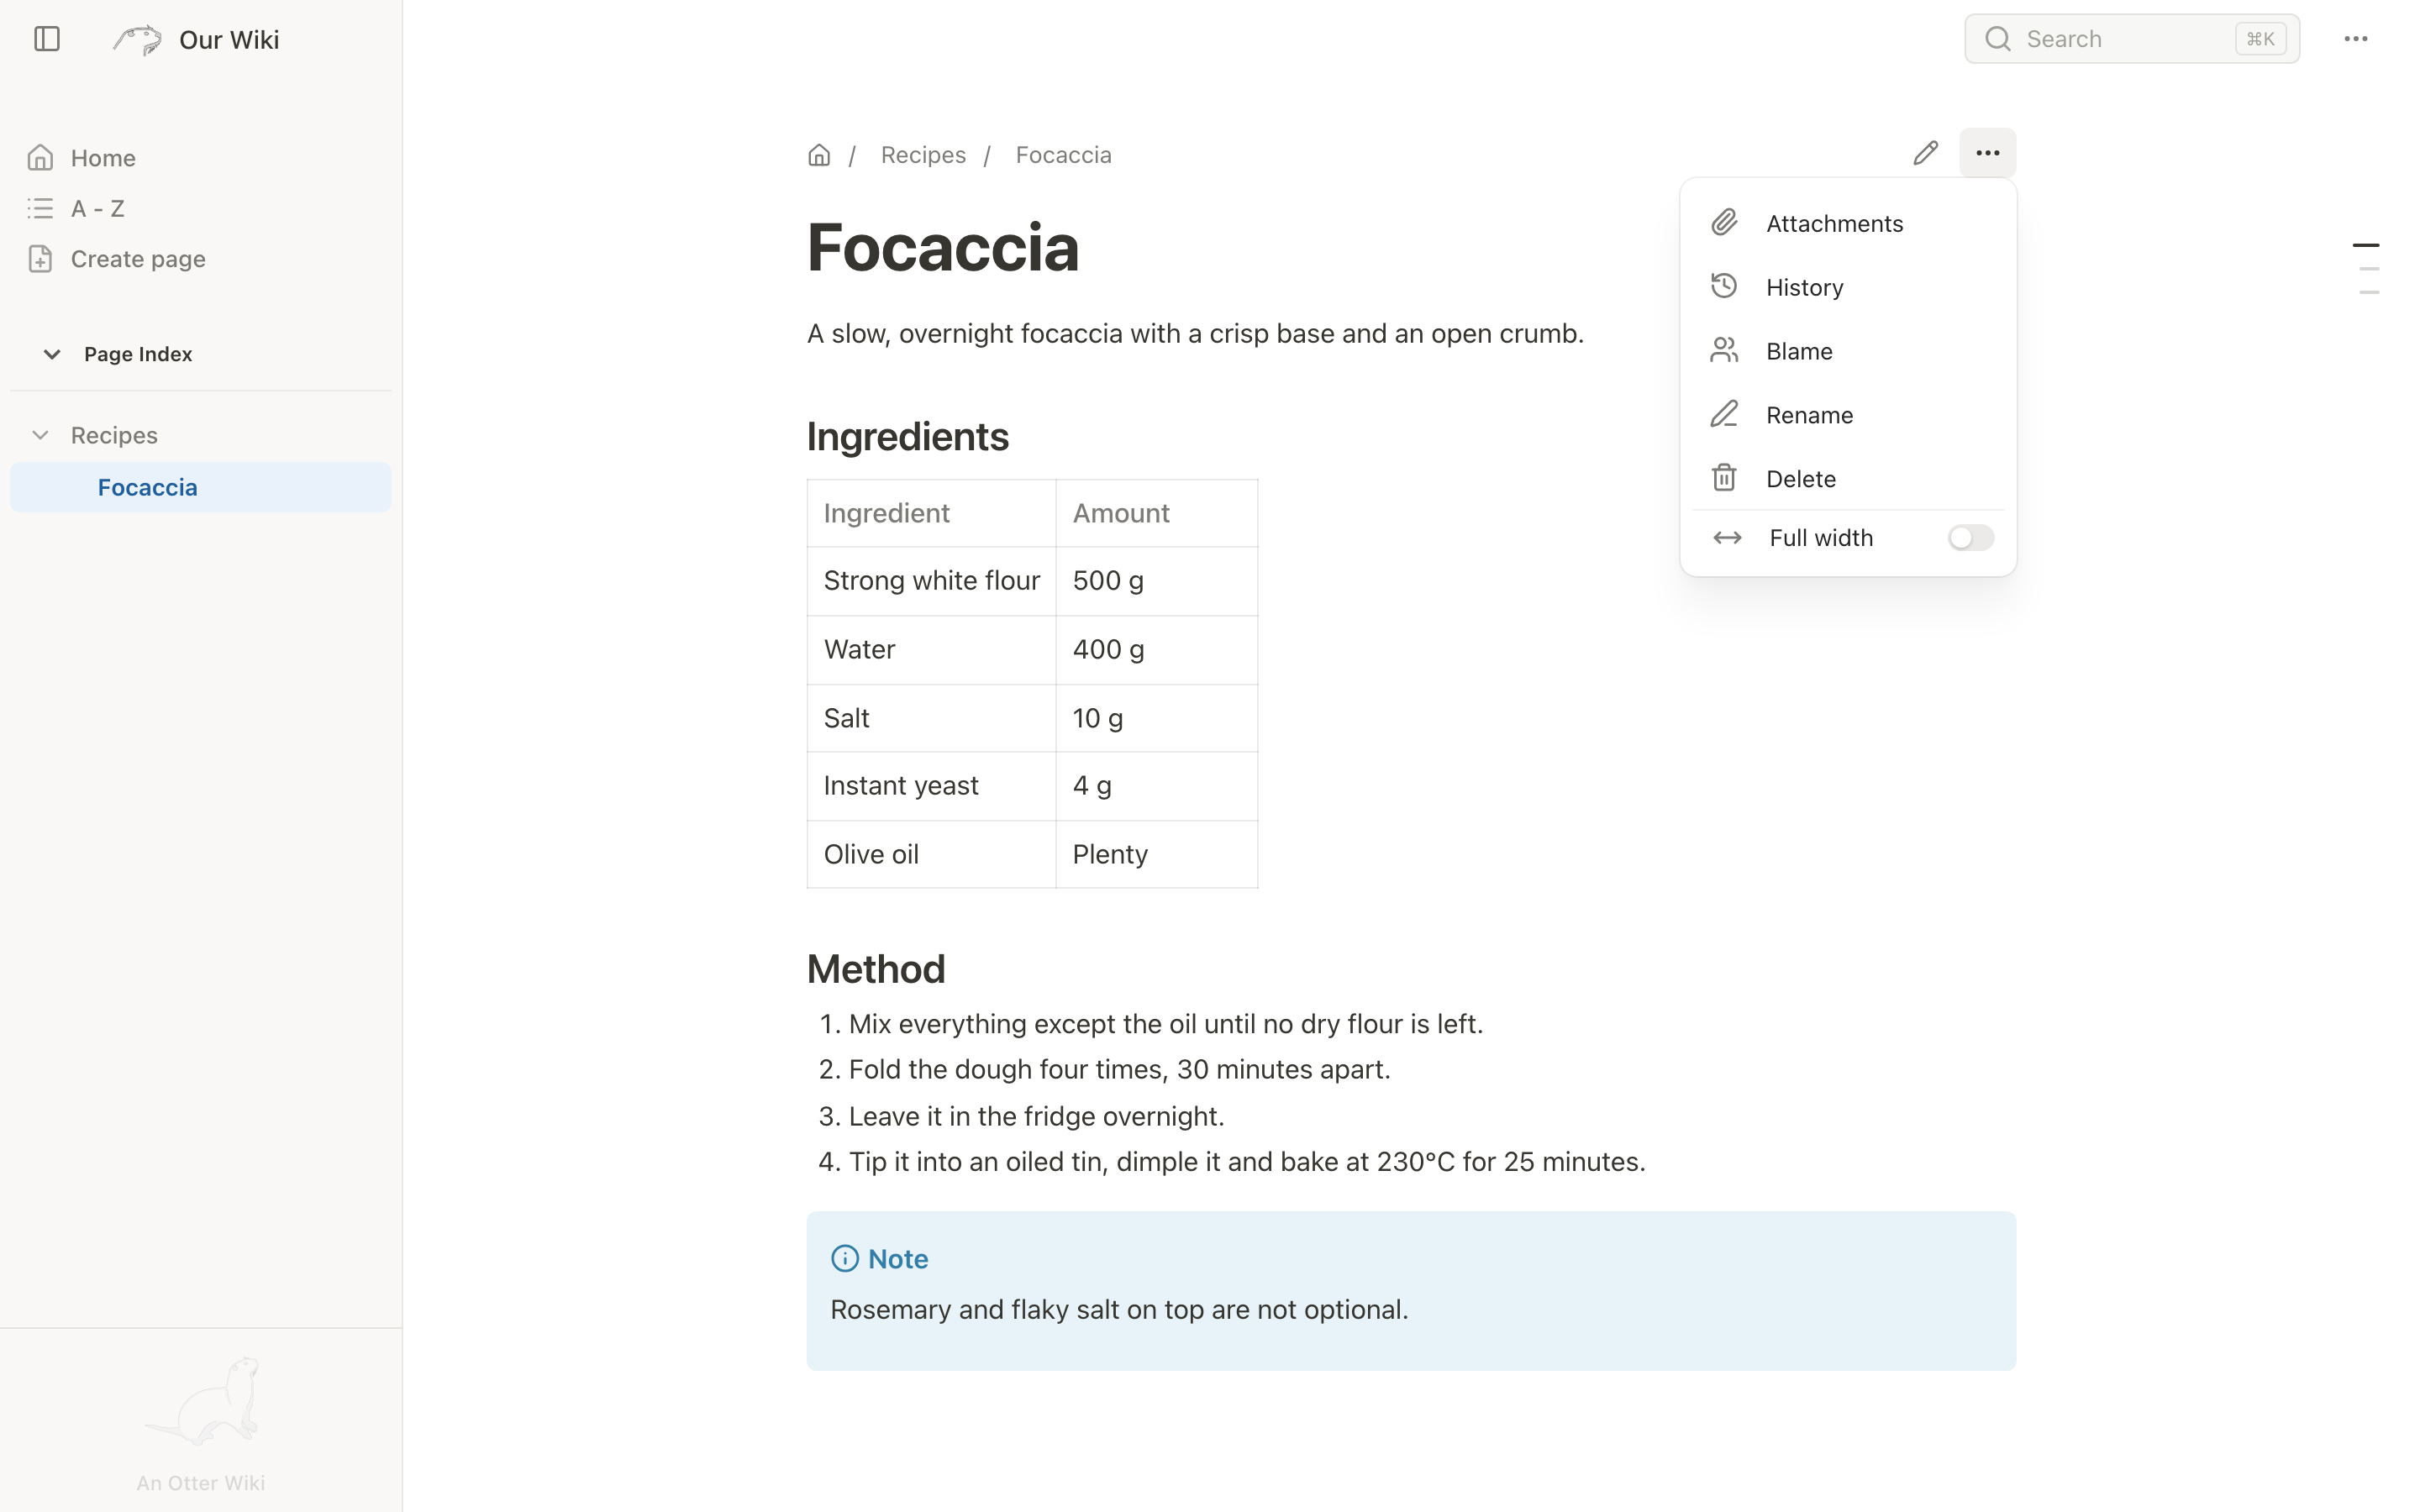 Our Wiki
Search
⌘K
Home
A - Z
Create page
Page Index
Recipes
Focaccia
/ Recipes / Focaccia
Attachments
History
Blame
Rename
Delete
Full width
Focaccia
A slow, overnight focaccia with a crisp base and an open crumb.
Ingredients
Ingredient Amount
Strong white flour 500 g
Water 400 g
Salt 10 g
Instant yeast 4 g
Olive oil Plenty
Method
1. Mix everything except the oil until no dry flour is left.
2. Fold the dough four times, 30 minutes apart.
3. Leave it in the fridge overnight.
4. Tip it into an oiled tin, dimple it and bake at 230°C for 25 minutes.
Note
Rosemary and flaky salt on top are not optional.
An Otter Wiki